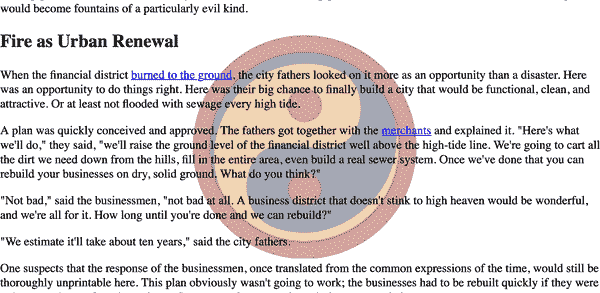 would become fountains of a particularly evil kind.
Fire as Urban Renewal
When the financial district burned to the ground, the city fathers looked on it more as an opportunity than a disaster. Here
was an opportunity to do things right. Here was their big chance to finally build a city that would be functional, clean, and
attractive. Or at least not flooded with sewage every high tide.
A plan was quickly conceived and approved. The fathers got together with the merchants and explained it. "Here's what
we'll do," they said, "we'll raise the ground level of the financial district well above the high-tide line. We're going to cart all
the dirt we need down from the hills, fill in the entire area, even build a real sewer system. Once we've done that you can
rebuild your businesses on dry, solid ground. What do you think?"
"Not bad," said the businessmen, "not bad at all. A business district that doesn't stink to high heaven would be wonderful,
and we're all for it. How long until you're done and we can rebuild?"
"We estimate it'll take about ten years," said the city fathers.
One suspects that the response of the businessmen, once translated from the common expressions of the time, would still be
thoroughly unprintable here. This plan obviously wasn't going to work; the businesses had to be rebuilt quickly if they were